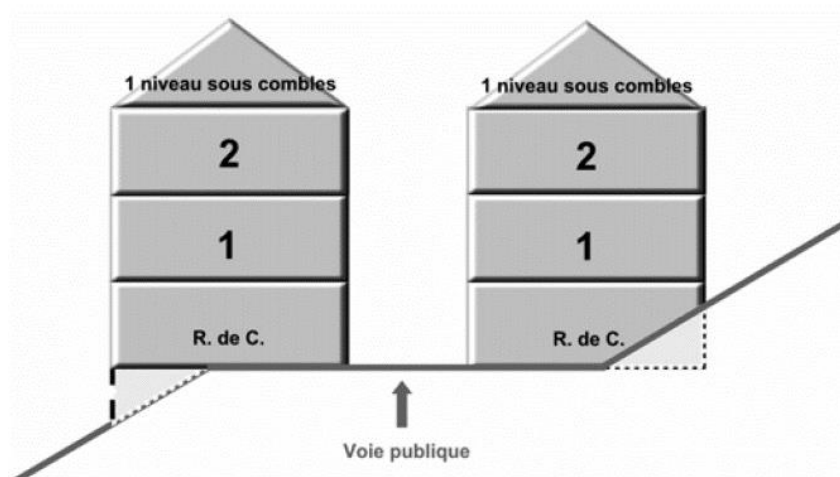 1 niveau sous combles
2
1
R. de C.
1 niveau sous combles
2
1
R. de C.
Voie publique